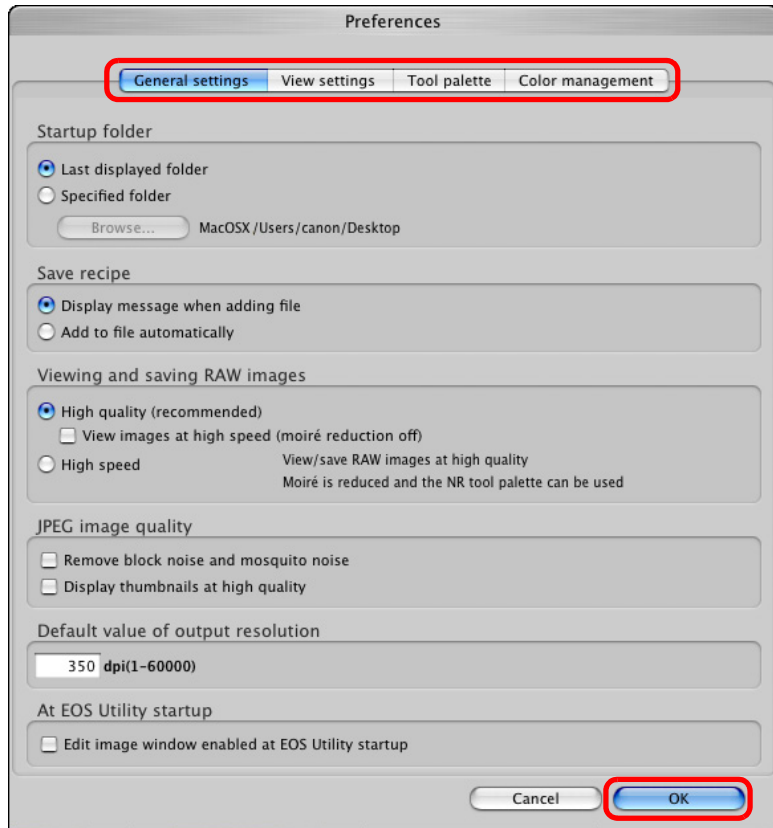 Preferences
General settings View settings Tool palette Color management
Startup folder
Last displayed folder
Specified folder
Browse... MacOSX/Users/canon/Desktop
Save recipe
Display message when adding file
Add to file automatically
Viewing and saving RAW images
High quality (recommended)
View images at high speed (moiré reduction off)
High speed View/save RAW images at high quality
Moiré is reduced and the NR tool palette can be used
JPEG image quality
Remove block noise and mosquito noise
Display thumbnails at high quality
Default value of output resolution
350 dpi(1-60000)
At EOS Utility startup
Edit image window enabled at EOS Utility startup
Cancel OK